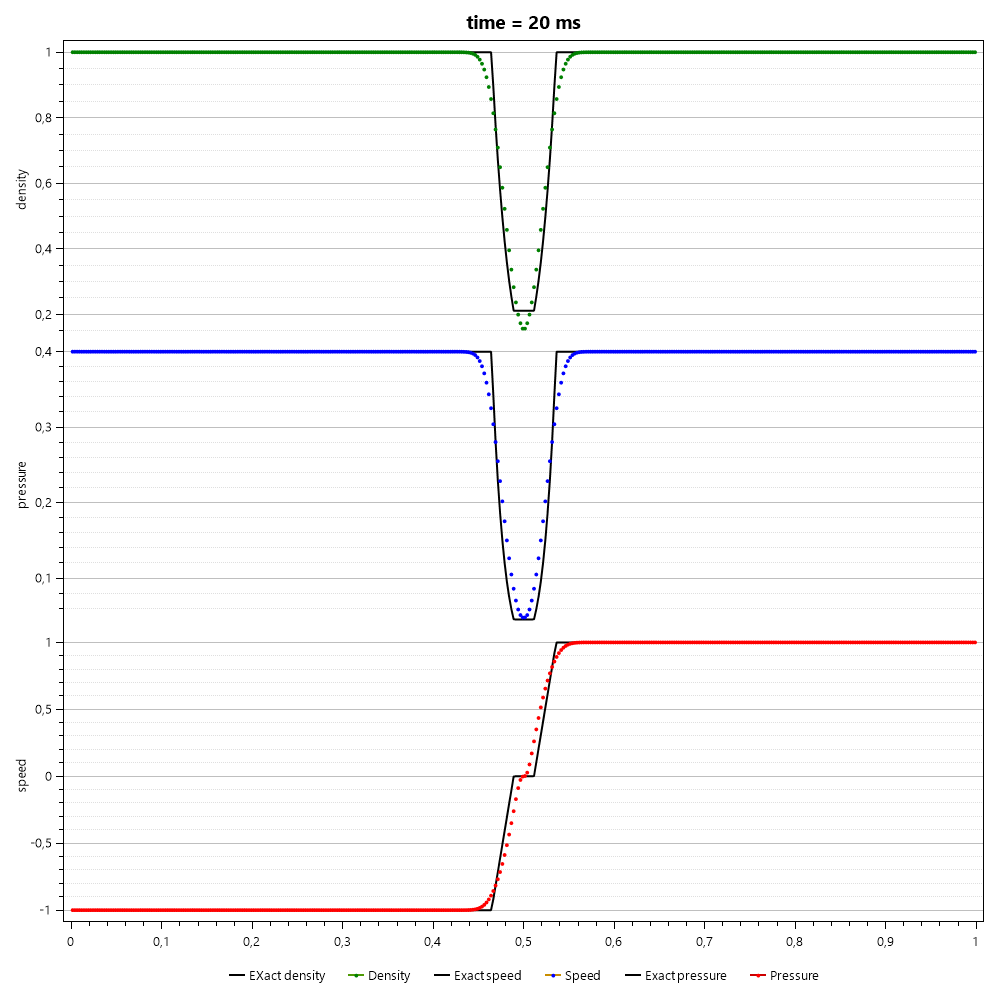 time = 20 ms
1
0,8
0,6
0,4
0,2
density
0,4
0,3
0,2
0,1
pressure
1
0,5
0
-0,5
-1
speed
0 0,1 0,2 0,3 0,4 0,5 0,6 0,7 0,8 0,9 1
EXact density Density Exact speed Speed Exact pressure Pressure